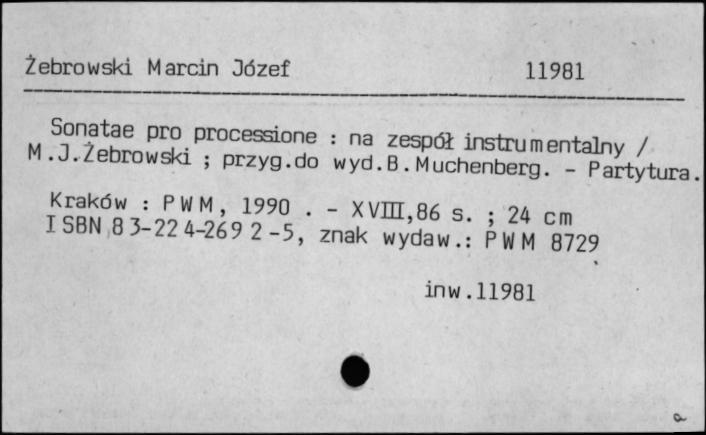 Żebrowski Marcin Józef 11981
Sonatae pro processione : na zespół instrumentalny /
M.J.Żebrowski ; przyg.do wyd.B.Muchenberg. - Partytura.
Kraków : PWM, 1990 . - XVIII,86 s. ; 24 cm
ISBN 83-224-2692-5, znak wydaw.: PWM 8729
inw.11981
a